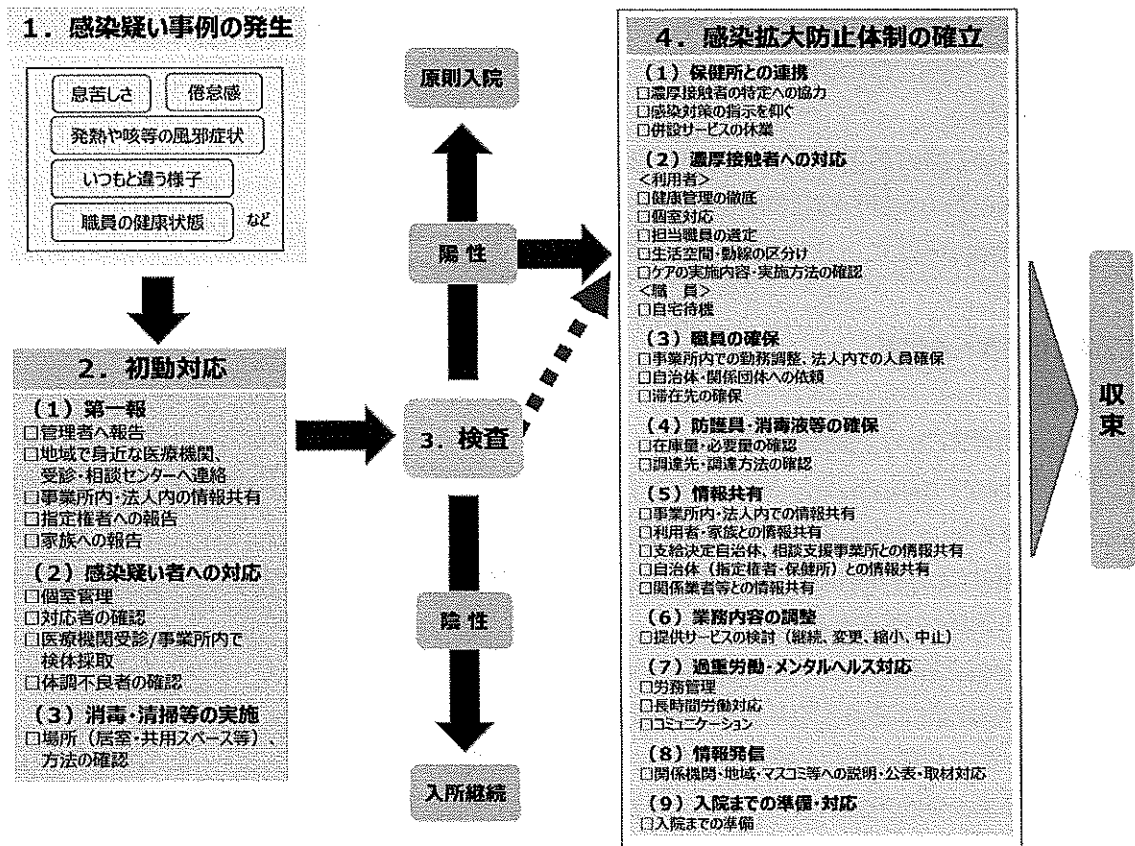 1．感染疑い事例の発生
息苦しさ
倦怠感
発熱や咳等の風邪症状
いつもと違う様子
職員の健康状態
など
2．初動対応
（1）第一報
□管理者へ報告
□地域で身近な医療機関、
受診・相談センターへ連絡
□事業所内・法人内の情報共有
□指定権者への報告
□家族への報告
（2）感染疑い者への対応
□個室管理
□対応者の確認
□医療機関受診/事業所内で
検体採取
□体調不良者の確認
（3）消毒・清掃等の実施
□場所（居室・共用スペース等）、
方法の確認
原則入院
陽性
3．検査
陰性
入所継続
4．感染拡大防止体制の確立
（1）保健所との連携
□濃厚接触者の特定への協力
□感染対策の指示を仰ぐ
□併設サービスの休業
（2）濃厚接触者への対応
＜利用者＞
□健康管理の徹底
□個室対応
□担当職員の選定
□生活空間・動線の区分け
□ケアの実施内容・実施方法の確認
＜職　員＞
□自宅待機
（3）職員の確保
□事業所内での勤務調整、法人内での人員確保
□自治体・関係団体への依頼
□滞在先の確保
（4）防護具・消毒液等の確保
□在庫量・必要量の確認
□調達先・調達方法の確認
（5）情報共有
□事業所内・法人内での情報共有
□利用者・家族との情報共有
□支給決定自治体、相談支援事業所との情報共有
□自治体（指定権者・保健所）との情報共有
□関係業者等との情報共有
（6）業務内容の調整
□提供サービスの検討（継続、変更、縮小、中止）
（7）過重労働・メンタルヘルス対応
□労務管理
□長時間労働対応
□コミュニケーション
（8）情報発信
□関係機関・地域・マスコミ等への説明・公表・取材対応
（9）入院までの準備・対応
□入院までの準備
収束